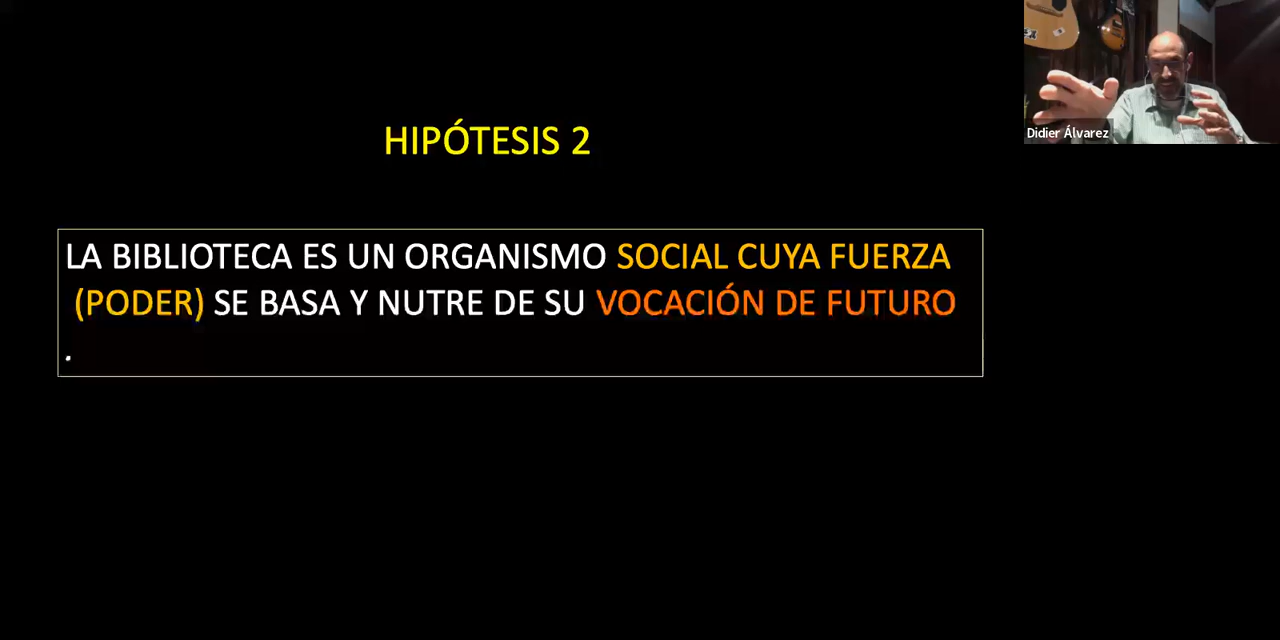 HIPÓTESIS 2
LA BIBLIOTECA ES UN ORGANISMO SOCIAL CUYA FUERZA
(PODER) SE BASA Y NUTRE DE SU VOCACIÓN DE FUTURO
.
Didier Álvarez